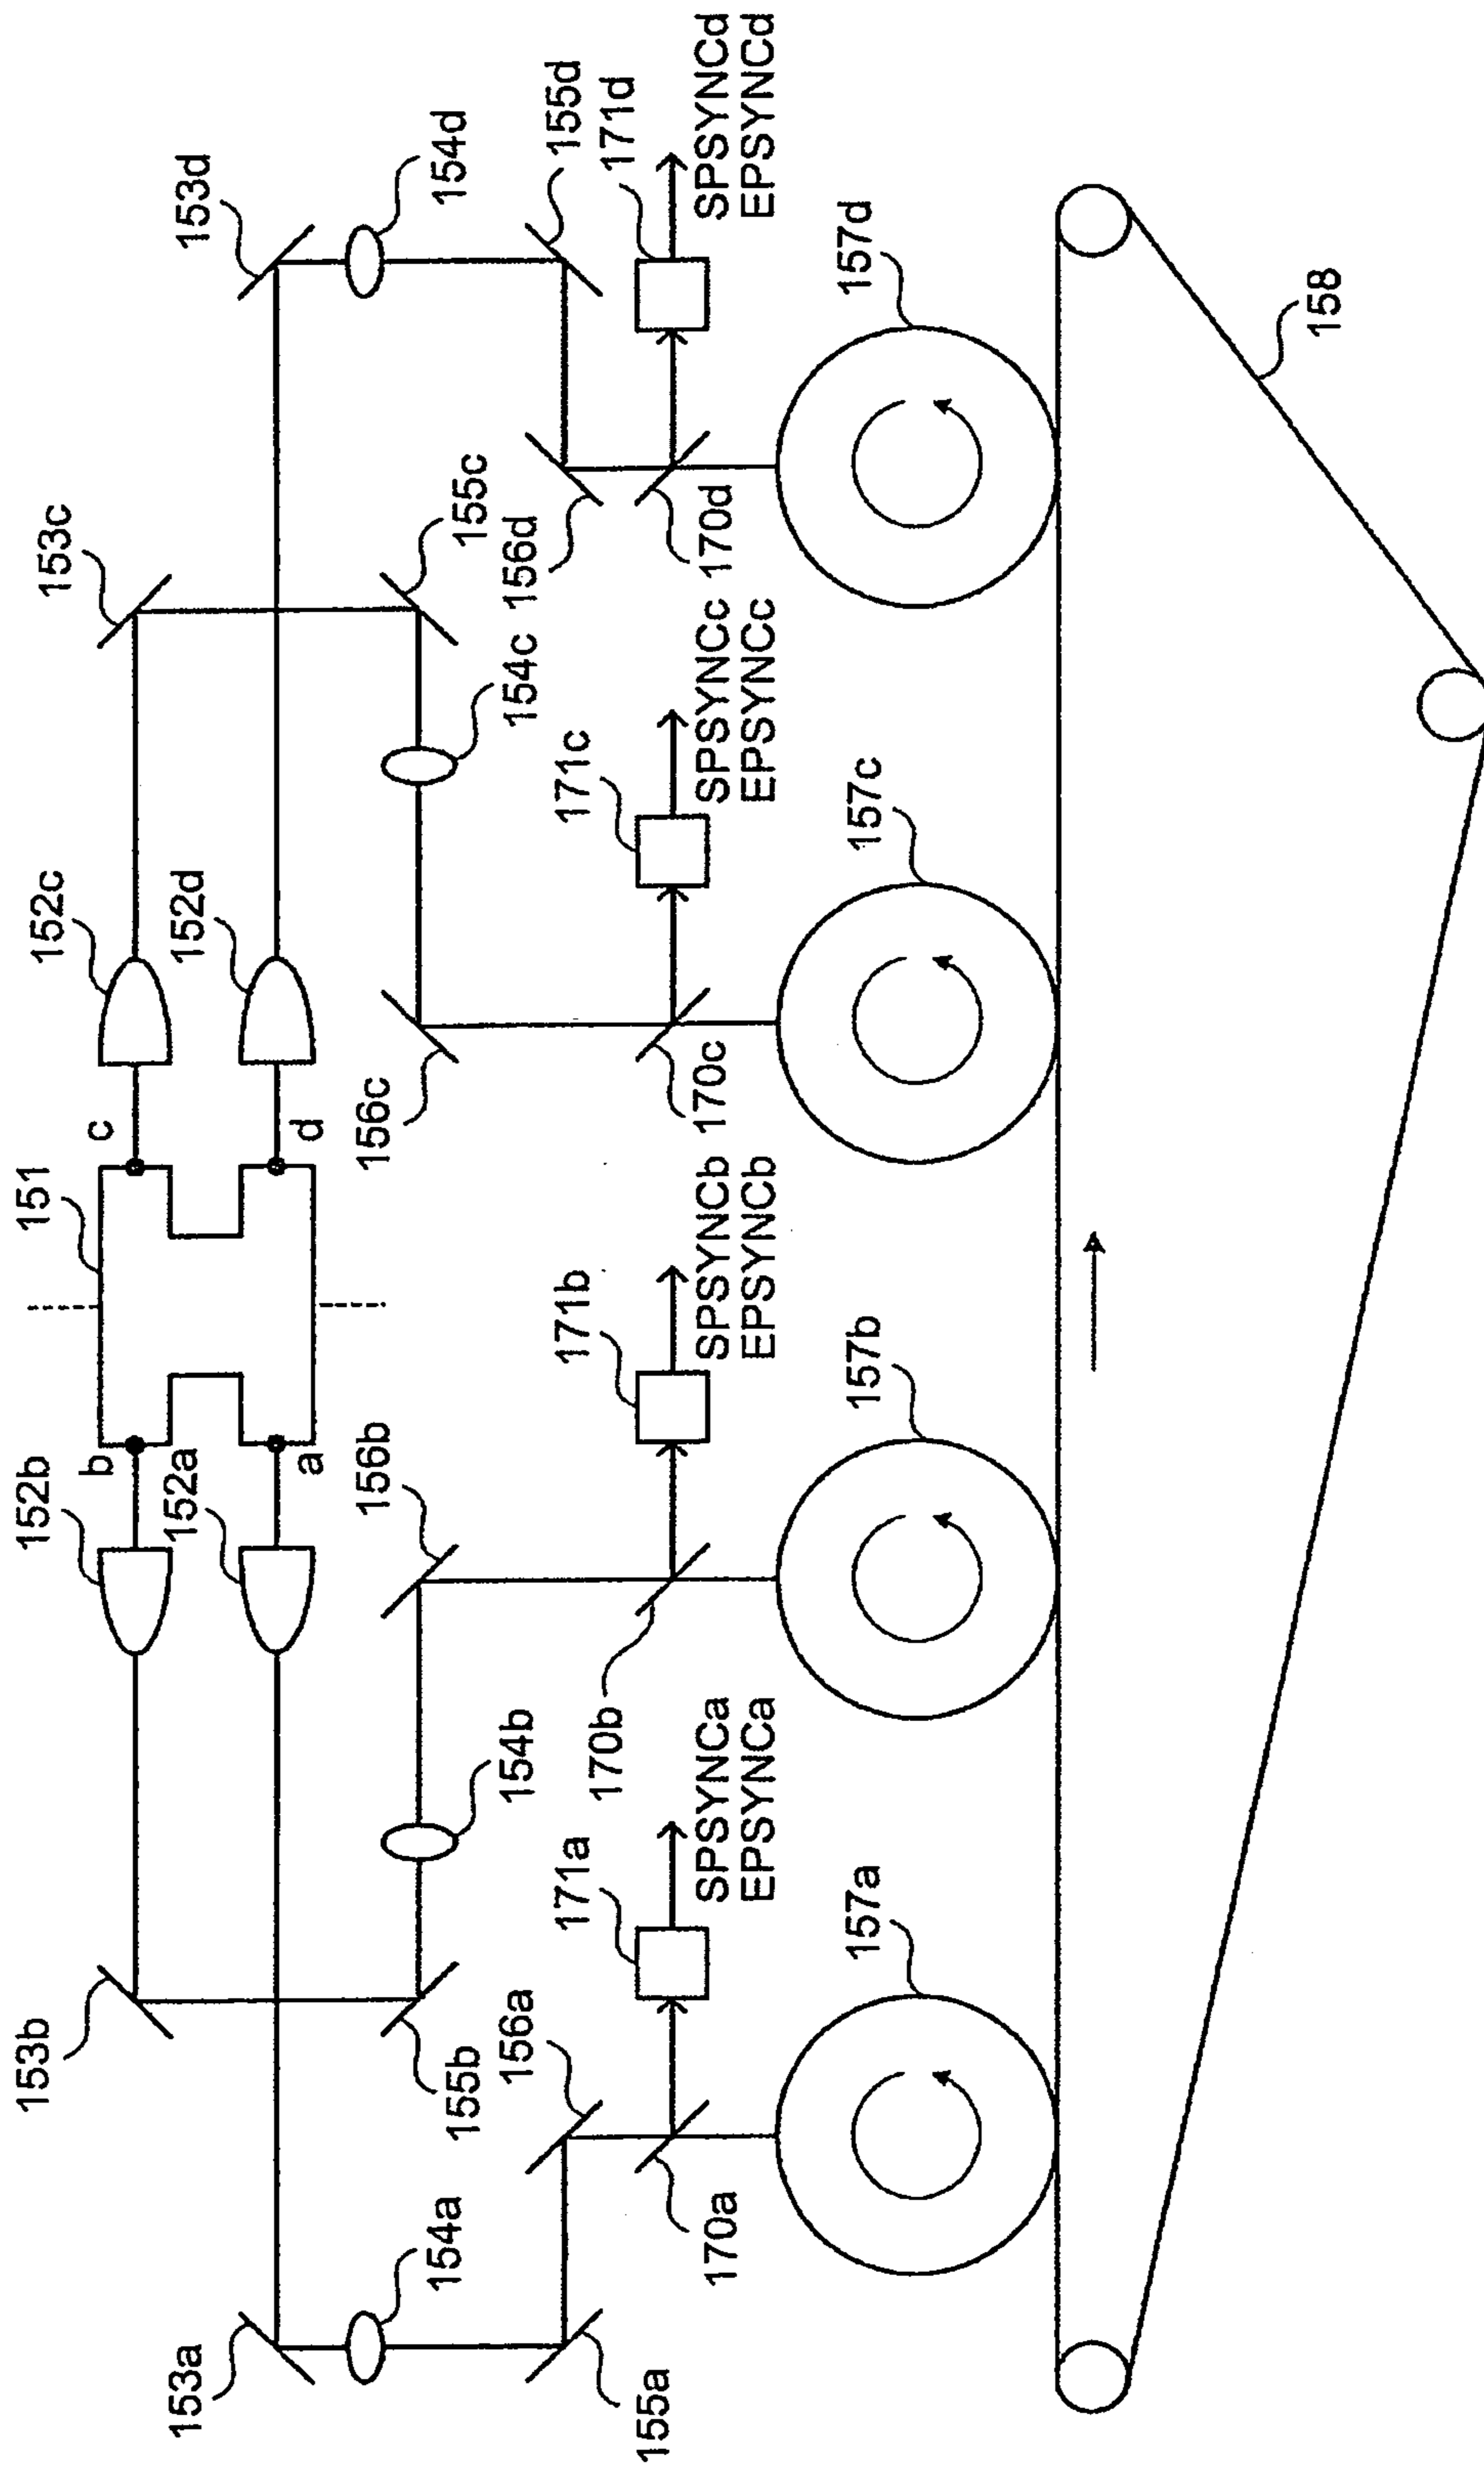 151
152b
b
c
152c
153c
153d
153b
152a
a
d
152d
154d
155c
155d
156b
156c
154c
156d
171d
153a
154a
155b
154b
156a
171a
170b
171b
170c
171c
170d
SPSYNCa
EPSYNCa
SPSYNCb
EPSYNCb
SPSYNCc
EPSYNCc
SPSYNCd
EPSYNCd
155a
170a
157a
157b
157c
157d
158